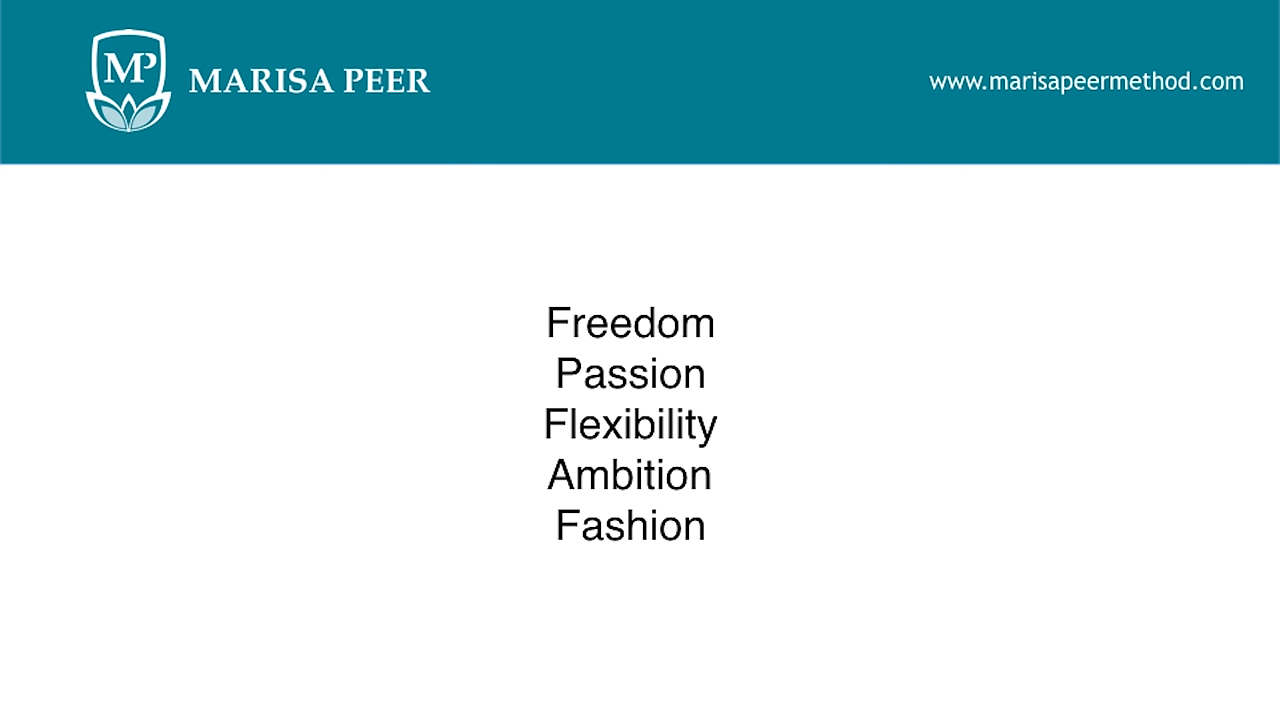 MP
MARISA PEER
www.marisapeermethod.com
Freedom
Passion
Flexibility
Ambition
Fashion